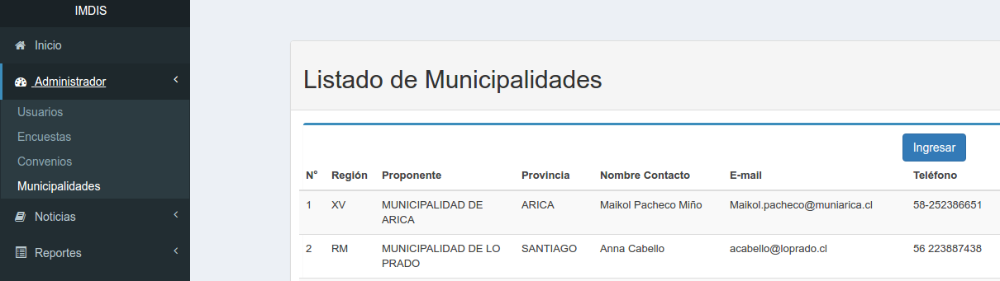 IMDIS
Inicio
Administrador
Usuarios
Encuestas
Convenios
Municipalidades
Noticias
Reportes
Listado de Municipalidades
Ingresar
N° Región Proponente Provincia Nombre Contacto E-mail Teléfono
1 XV MUNICIPALIDAD DE ARICA Maikol Pacheco Miño Maikol.pacheco@muniarica.cl 58-252386651
ARICA
2 RM MUNICIPALIDAD DE LO SANTIAGO Anna Cabello acabello@loprado.cl 56 223887438
PRADO